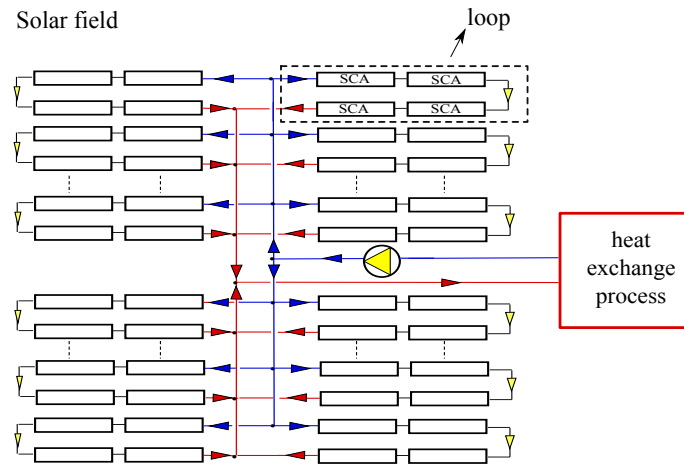 Solar field
loop
SCA
SCA
SCA
SCA
heat
exchange
process